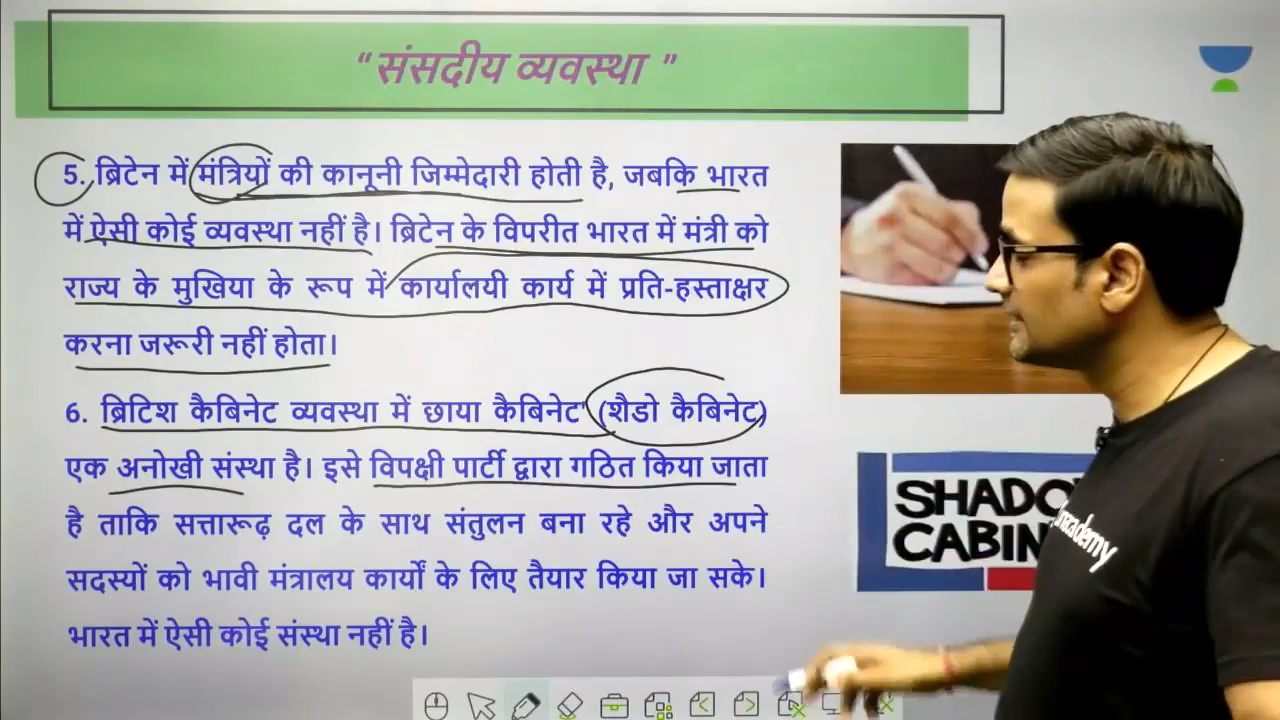 “ संसदीय व्यवस्था ”
5. ब्रिटेन में मंत्रियों की कानूनी जिम्मेदारी होती है, जबकि भारत
में ऐसी कोई व्यवस्था नहीं है। ब्रिटेन के विपरीत भारत में मंत्री को
राज्य के मुखिया के रूप में कार्यालयी कार्य में प्रति-हस्ताक्षर
करना जरूरी नहीं होता।
6. ब्रिटिश कैबिनेट व्यवस्था में छाया कैबिनेट' (शैडो कैबिनेट)
एक अनोखी संस्था है। इसे विपक्षी पार्टी द्वारा गठित किया जाता
है ताकि सत्तारूढ़ दल के साथ संतुलन बना रहे और अपने
सदस्यों को भावी मंत्रालय कार्यों के लिए तैयार किया जा सके।
भारत में ऐसी कोई संस्था नहीं है।
SHADO
CABIN
unacademy